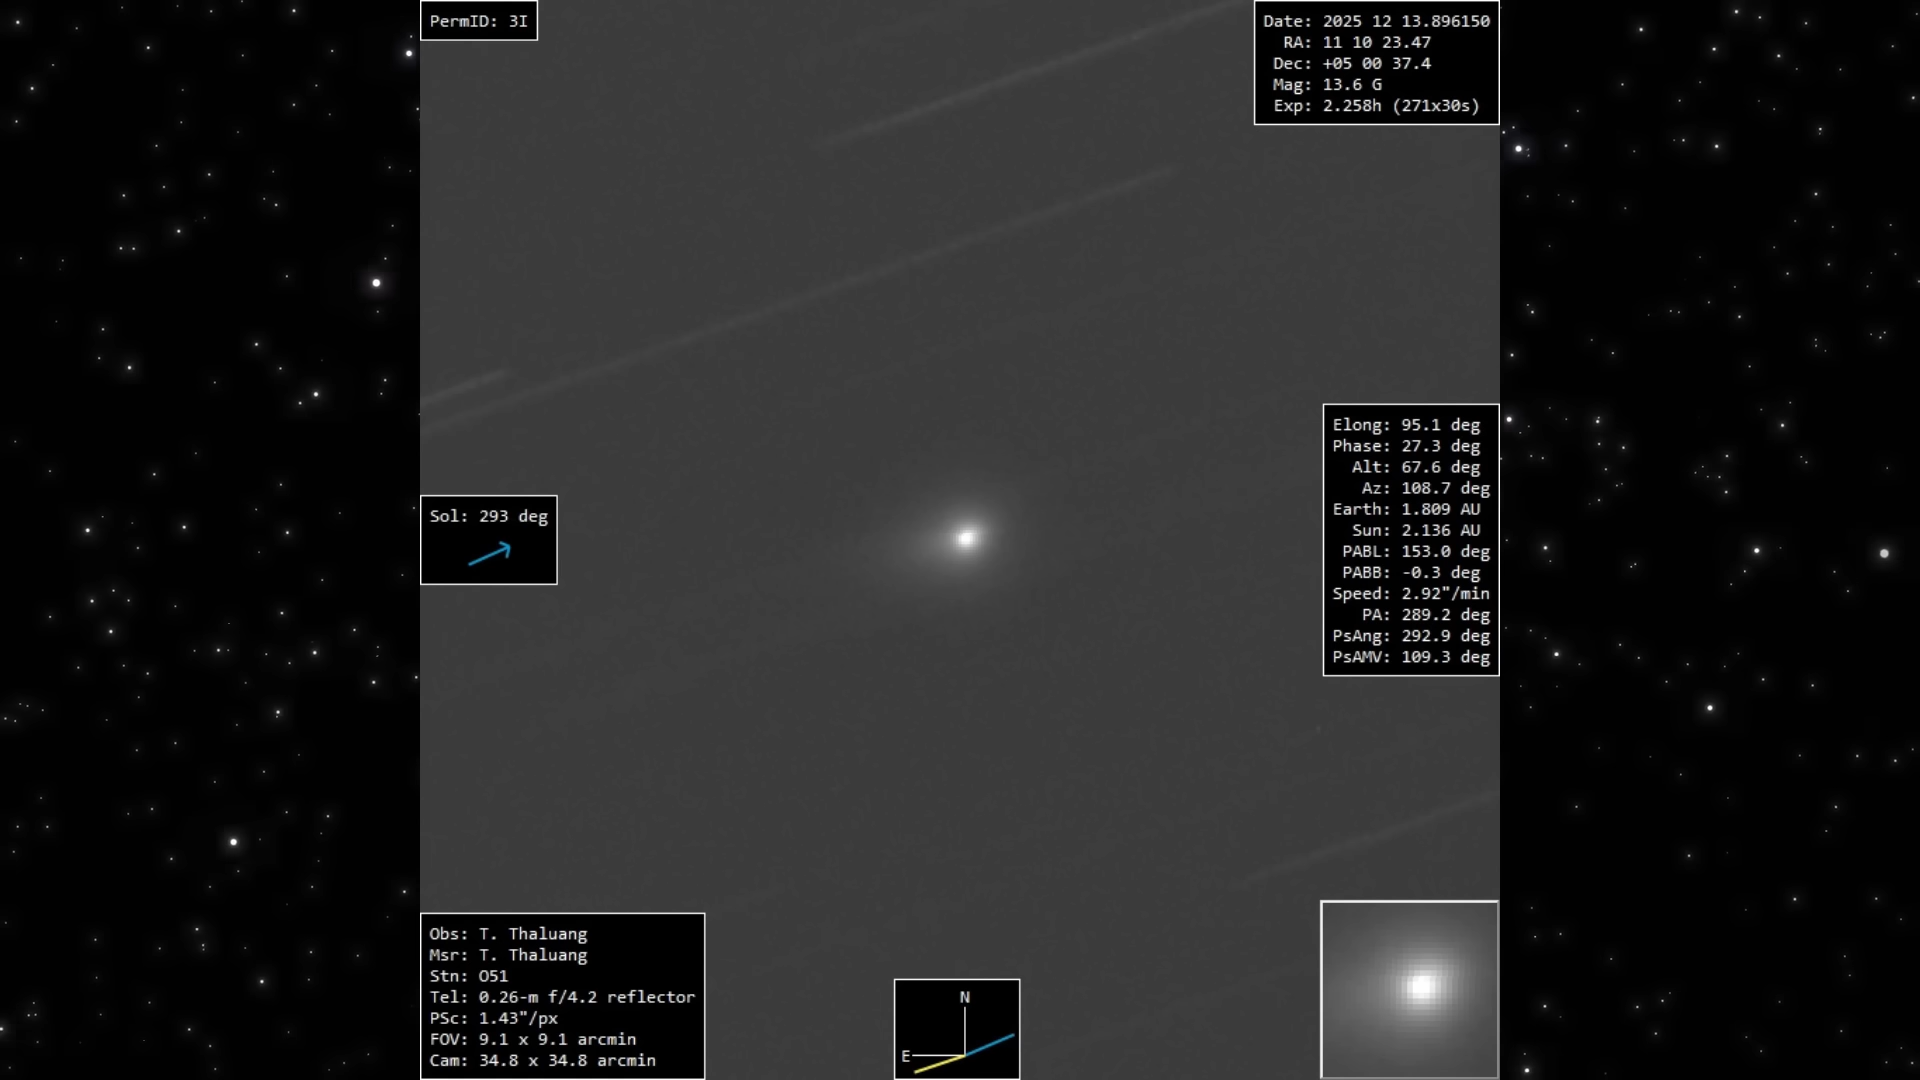 PermID: 3I
Date: 2025 12 13.896150
RA: 11 10 23.47
Dec: +05 00 37.4
Mag: 13.6 G
Exp: 2.258h (271x30s)
Sol: 293 deg
Elong: 95.1 deg
Phase: 27.3 deg
Alt: 67.6 deg
Az: 108.7 deg
Earth: 1.809 AU
Sun: 2.136 AU
PABL: 153.0 deg
PABB: -0.3 deg
Speed: 2.92"/min
PA: 289.2 deg
PsAng: 292.9 deg
PsAMV: 109.3 deg
Obs: T. Thaluang
Msr: T. Thaluang
Stn: O51
Tel: 0.26-m f/4.2 reflector
PSc: 1.43"/px
FOV: 9.1 x 9.1 arcmin
Cam: 34.8 x 34.8 arcmin
N
E